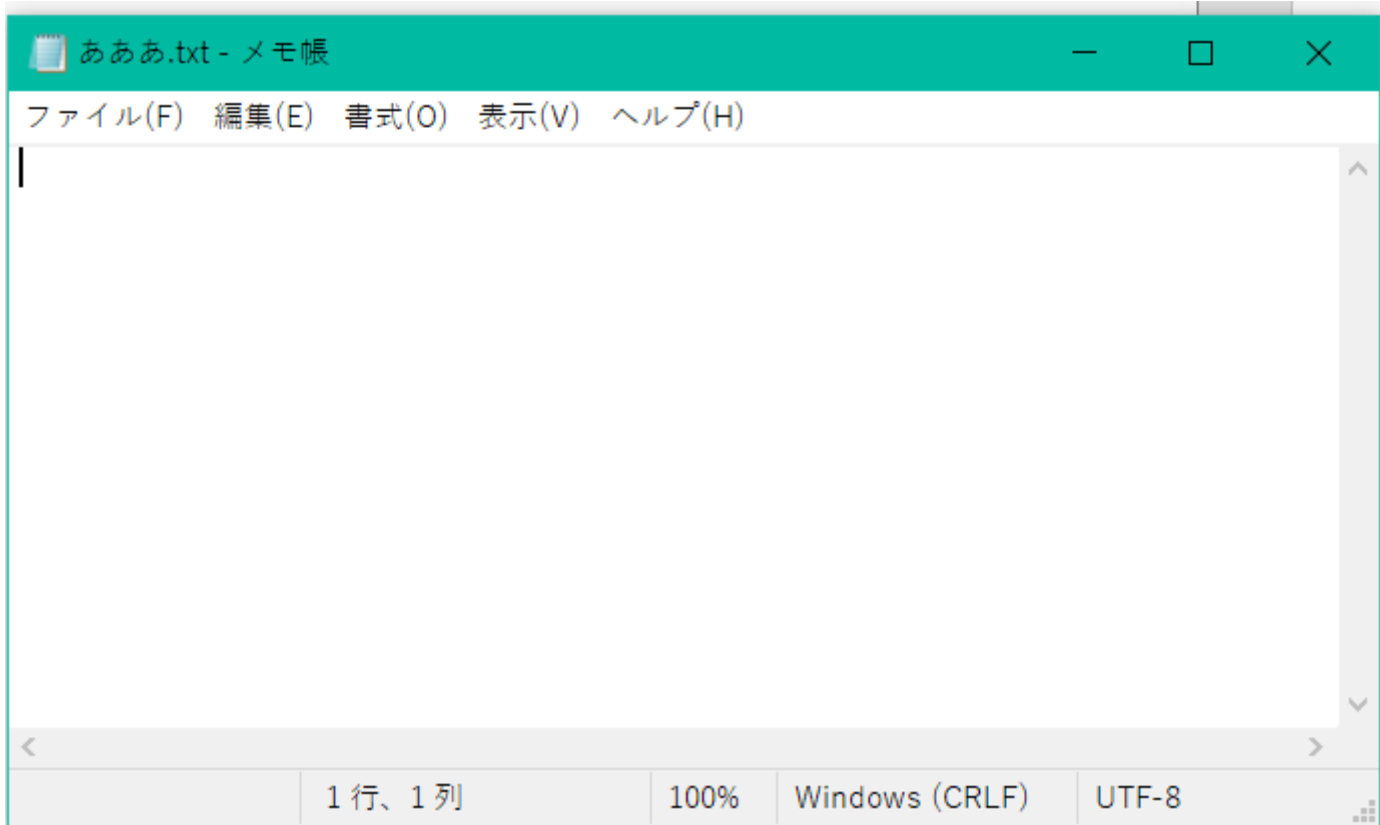 あああ.txt - メモ帳
ファイル(F) 編集(E) 書式(O) 表示(V) ヘルプ(H)
1 行、1 列 100% Windows (CRLF) UTF-8